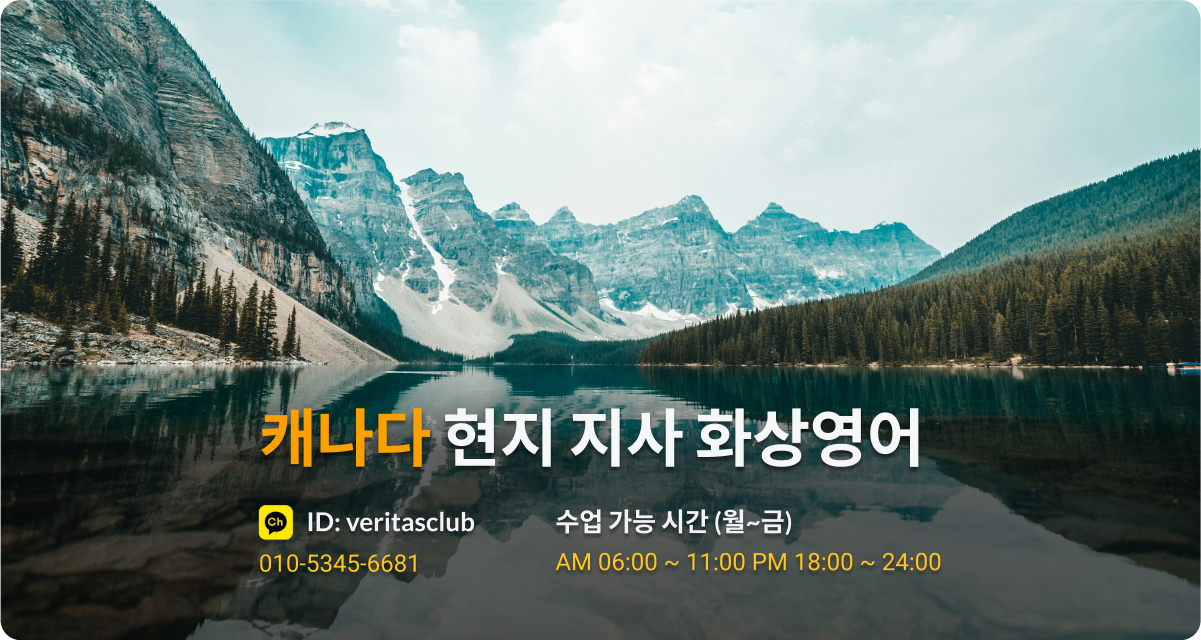 캐나다 현지 지사 화상영어
Ch
ID: veritasclub
010-5345-6681
수업 가능 시간 (월~금)
AM 06:00 ~ 11:00 PM 18:00 ~ 24:00